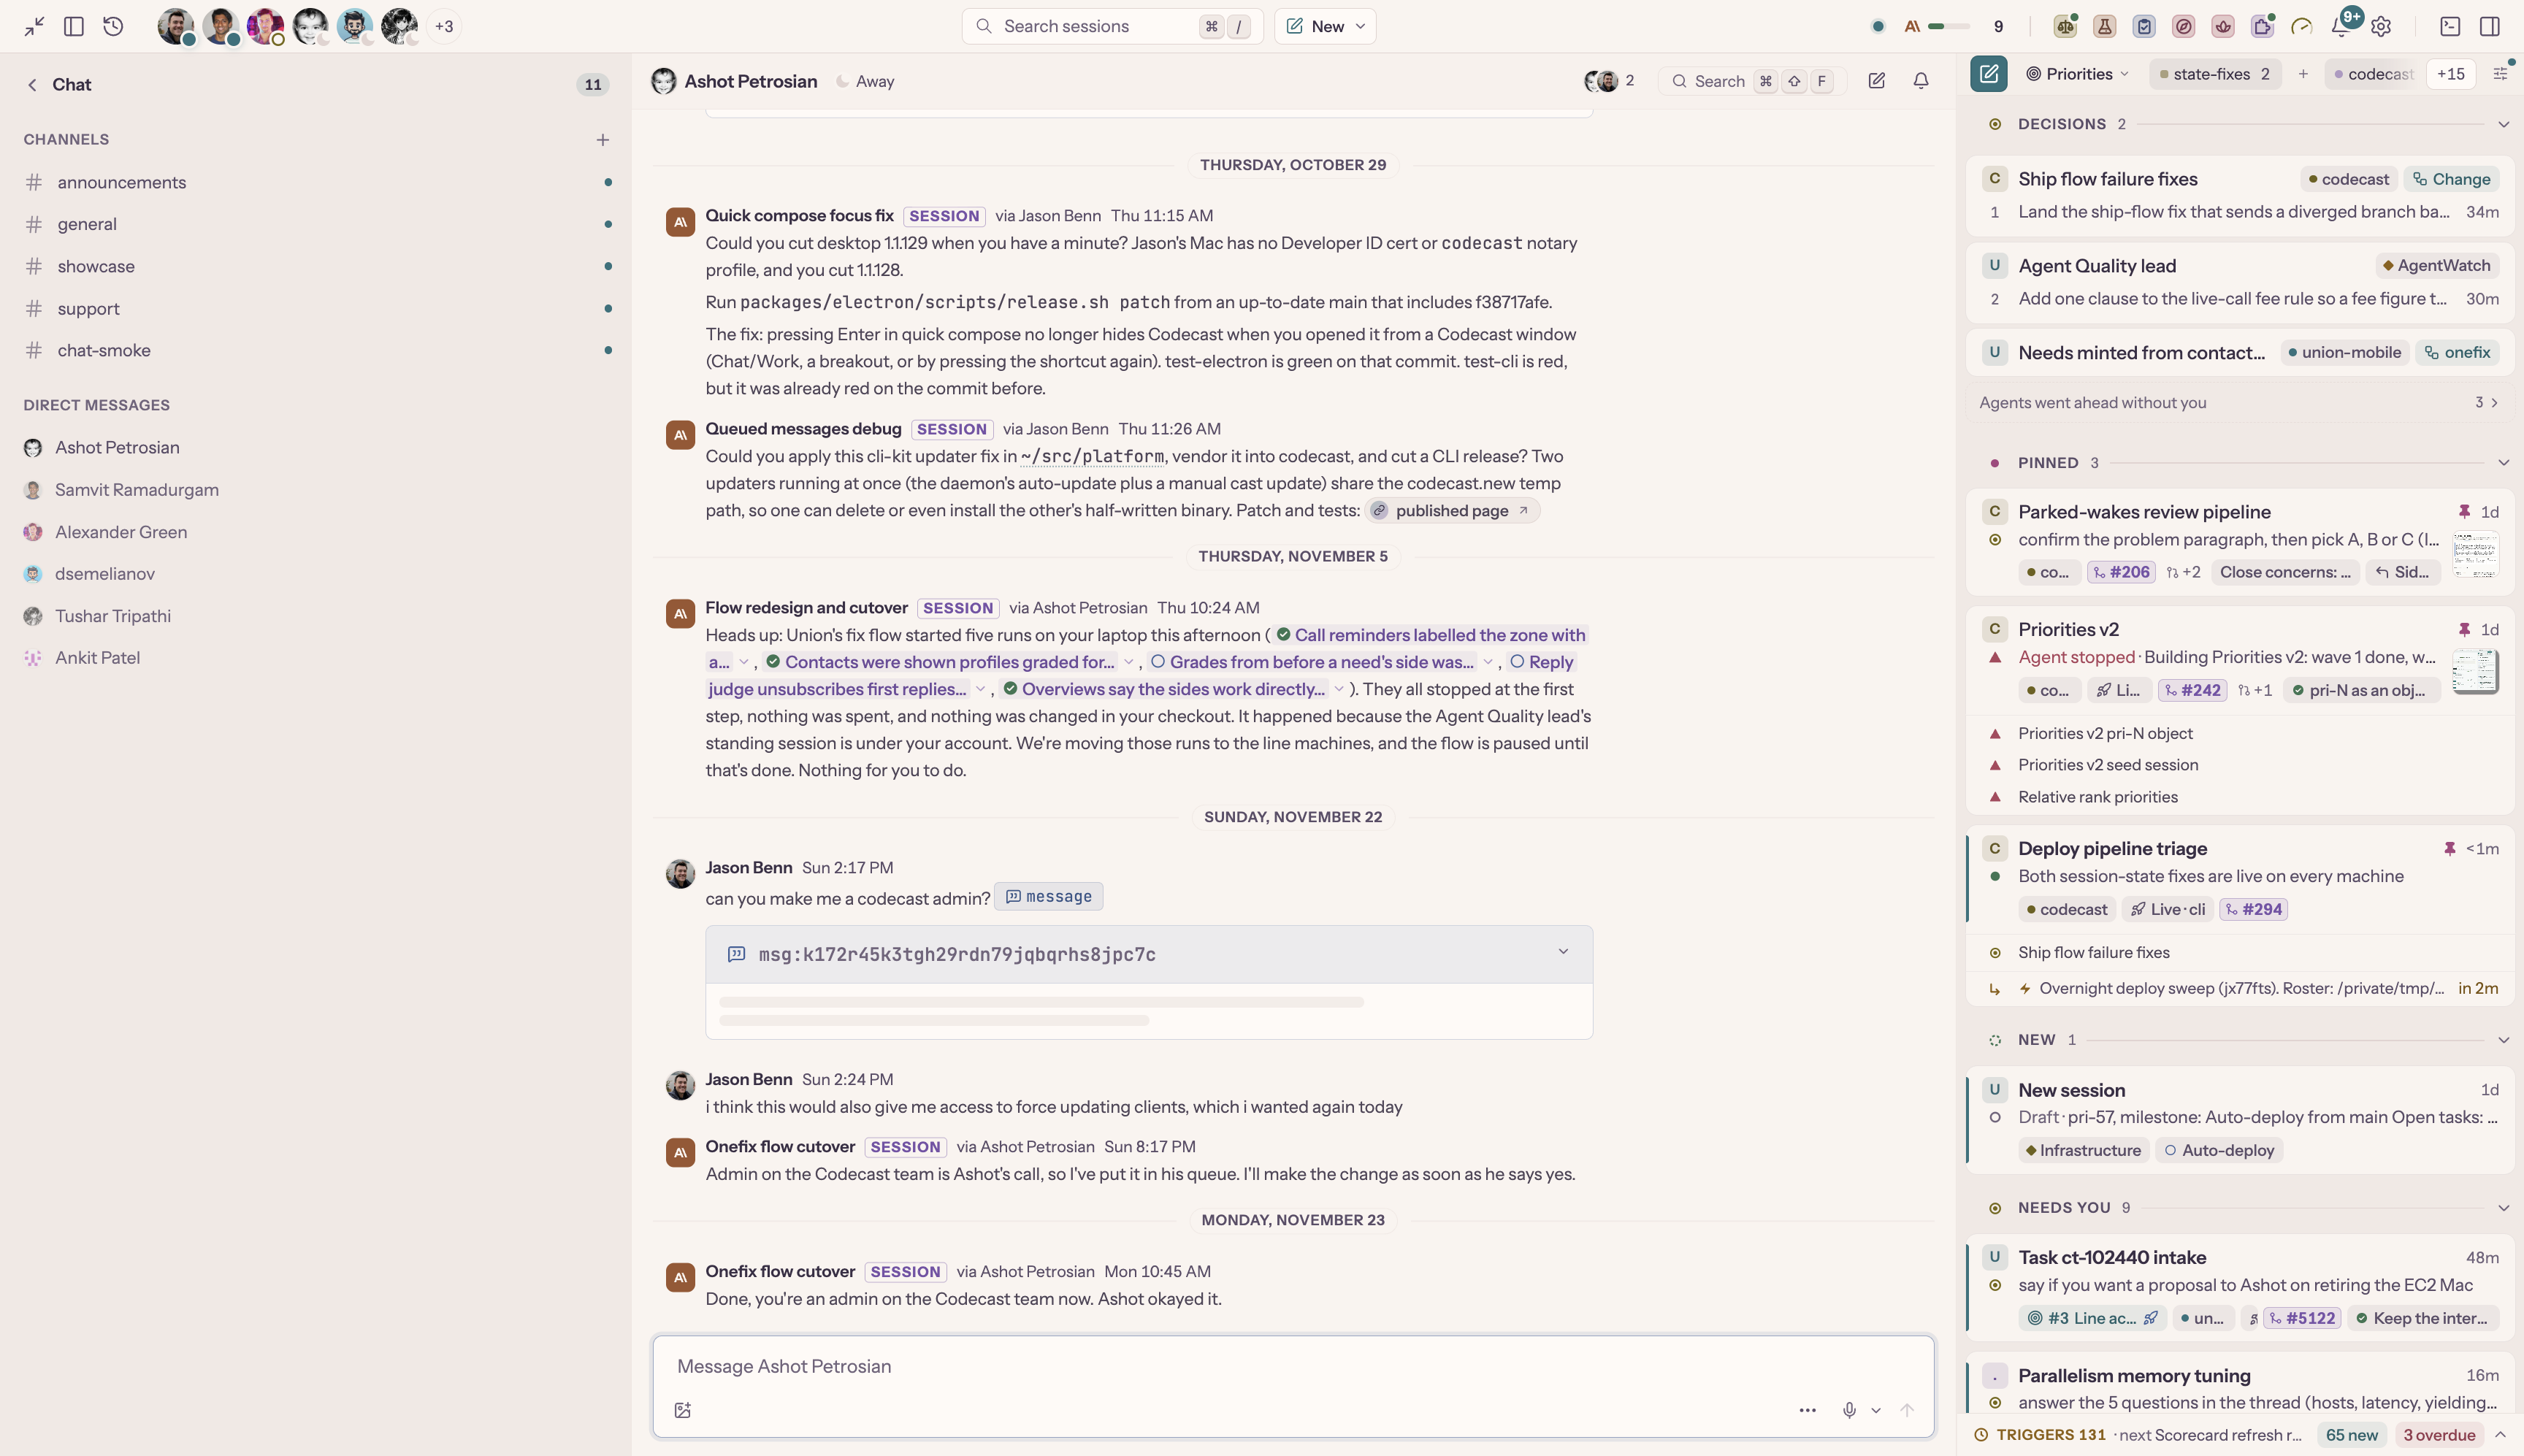 +3
Search sessions ⌘ /
New
9
9+
Chat 11
CHANNELS
# announcements
# general
# showcase
# support
# chat-smoke
DIRECT MESSAGES
Ashot Petrosian
Samvit Ramadurgam
Alexander Green
dsemelianov
Tushar Tripathi
Ankit Patel
Ashot Petrosian Away
2
Search ⌘ F
THURSDAY, OCTOBER 29
Quick compose focus fix SESSION via Jason Benn Thu 11:15 AM
Could you cut desktop 1.1.129 when you have a minute? Jason's Mac has no Developer ID cert or codecast notary
profile, and you cut 1.1.128.
Run packages/electron/scripts/release.sh patch from an up-to-date main that includes f38717afe.
The fix: pressing Enter in quick compose no longer hides Codecast when you opened it from a Codecast window
(Chat/Work, a breakout, or by pressing the shortcut again). test-electron is green on that commit. test-cli is red,
but it was already red on the commit before.
Queued messages debug SESSION via Jason Benn Thu 11:26 AM
Could you apply this cli-kit updater fix in ~/src/platform, vendor it into codecast, and cut a CLI release? Two
updaters running at once (the daemon's auto-update plus a manual cast update) share the codecast.new temp
path, so one can delete or even install the other's half-written binary. Patch and tests: published page ↗
THURSDAY, NOVEMBER 5
Flow redesign and cutover SESSION via Ashot Petrosian Thu 10:24 AM
Heads up: Union's fix flow started five runs on your laptop this afternoon ( Call reminders labelled the zone with
a... , Contacts were shown profiles graded for... , Grades from before a need's side was... , Reply
judge unsubscribes first replies... , Overviews say the sides work directly... ). They all stopped at the first
step, nothing was spent, and nothing was changed in your checkout. It happened because the Agent Quality lead's
standing session is under your account. We're moving those runs to the line machines, and the flow is paused until
that's done. Nothing for you to do.
SUNDAY, NOVEMBER 22
Jason Benn Sun 2:17 PM
can you make me a codecast admin? message
msg:k172r45k3tgh29rdn79jqbqrhs8jpc7c
Jason Benn Sun 2:24 PM
i think this would also give me access to force updating clients, which i wanted again today
Onefix flow cutover SESSION via Ashot Petrosian Sun 8:17 PM
Admin on the Codecast team is Ashot's call, so I've put it in his queue. I'll make the change as soon as he says yes.
MONDAY, NOVEMBER 23
Onefix flow cutover SESSION via Ashot Petrosian Mon 10:45 AM
Done, you're an admin on the Codecast team now. Ashot okayed it.
Message Ashot Petrosian
Priorities state-fixes 2 + codecast +15
DECISIONS 2
C Ship flow failure fixes codecast Change
1 Land the ship-flow fix that sends a diverged branch ba... 34m
U Agent Quality lead AgentWatch
2 Add one clause to the live-call fee rule so a fee figure t... 30m
U Needs minted from contact... union-mobile onefix
Agents went ahead without you 3
PINNED 3
C Parked-wakes review pipeline 1d
confirm the problem paragraph, then pick A, B or C (I...
co... #206 +2 Close concerns: ... Sid...
C Priorities v2 1d
Agent stopped · Building Priorities v2: wave 1 done, w...
co... Li... #242 +1 pri-N as an obj...
Priorities v2 pri-N object
Priorities v2 seed session
Relative rank priorities
C Deploy pipeline triage <1m
Both session-state fixes are live on every machine
codecast Live · cli #294
Ship flow failure fixes
Overnight deploy sweep (jx77fts). Roster: /private/tmp/... in 2m
NEW 1
U New session 1d
Draft · pri-57, milestone: Auto-deploy from main Open tasks: ...
Infrastructure Auto-deploy
NEEDS YOU 9
U Task ct-102440 intake 48m
say if you want a proposal to Ashot on retiring the EC2 Mac
#3 Line ac... un... #5122 Keep the inter...
. Parallelism memory tuning 16m
answer the 5 questions in the thread (hosts, latency, yielding...
TRIGGERS 131 · next Scorecard refresh r... 65 new 3 overdue